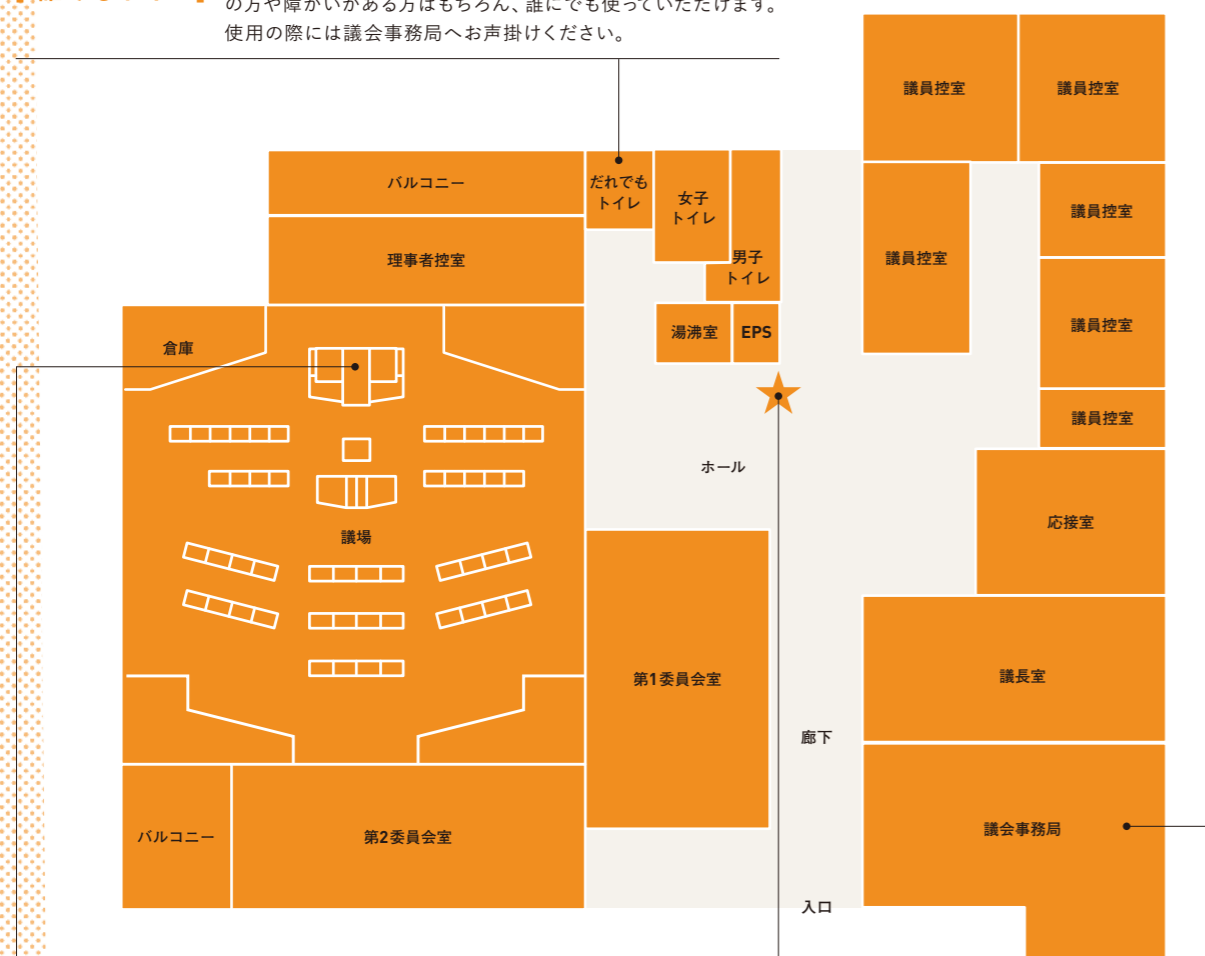 の方や障がいがある方はもちろん、誰にでも使っていただけます。
使用の際には議会事務局へお声掛けください。
議員控室
議員控室
バルコニー
だれでも
トイレ
女子
トイレ
男子
トイレ
議員控室
理事者控室
議員控室
倉庫
湯沸室
EPS
議員控室
議員控室
ホール
応接室
議場
第1委員会室
議長室
廊下
バルコニー
第2委員会室
議会事務局
入口